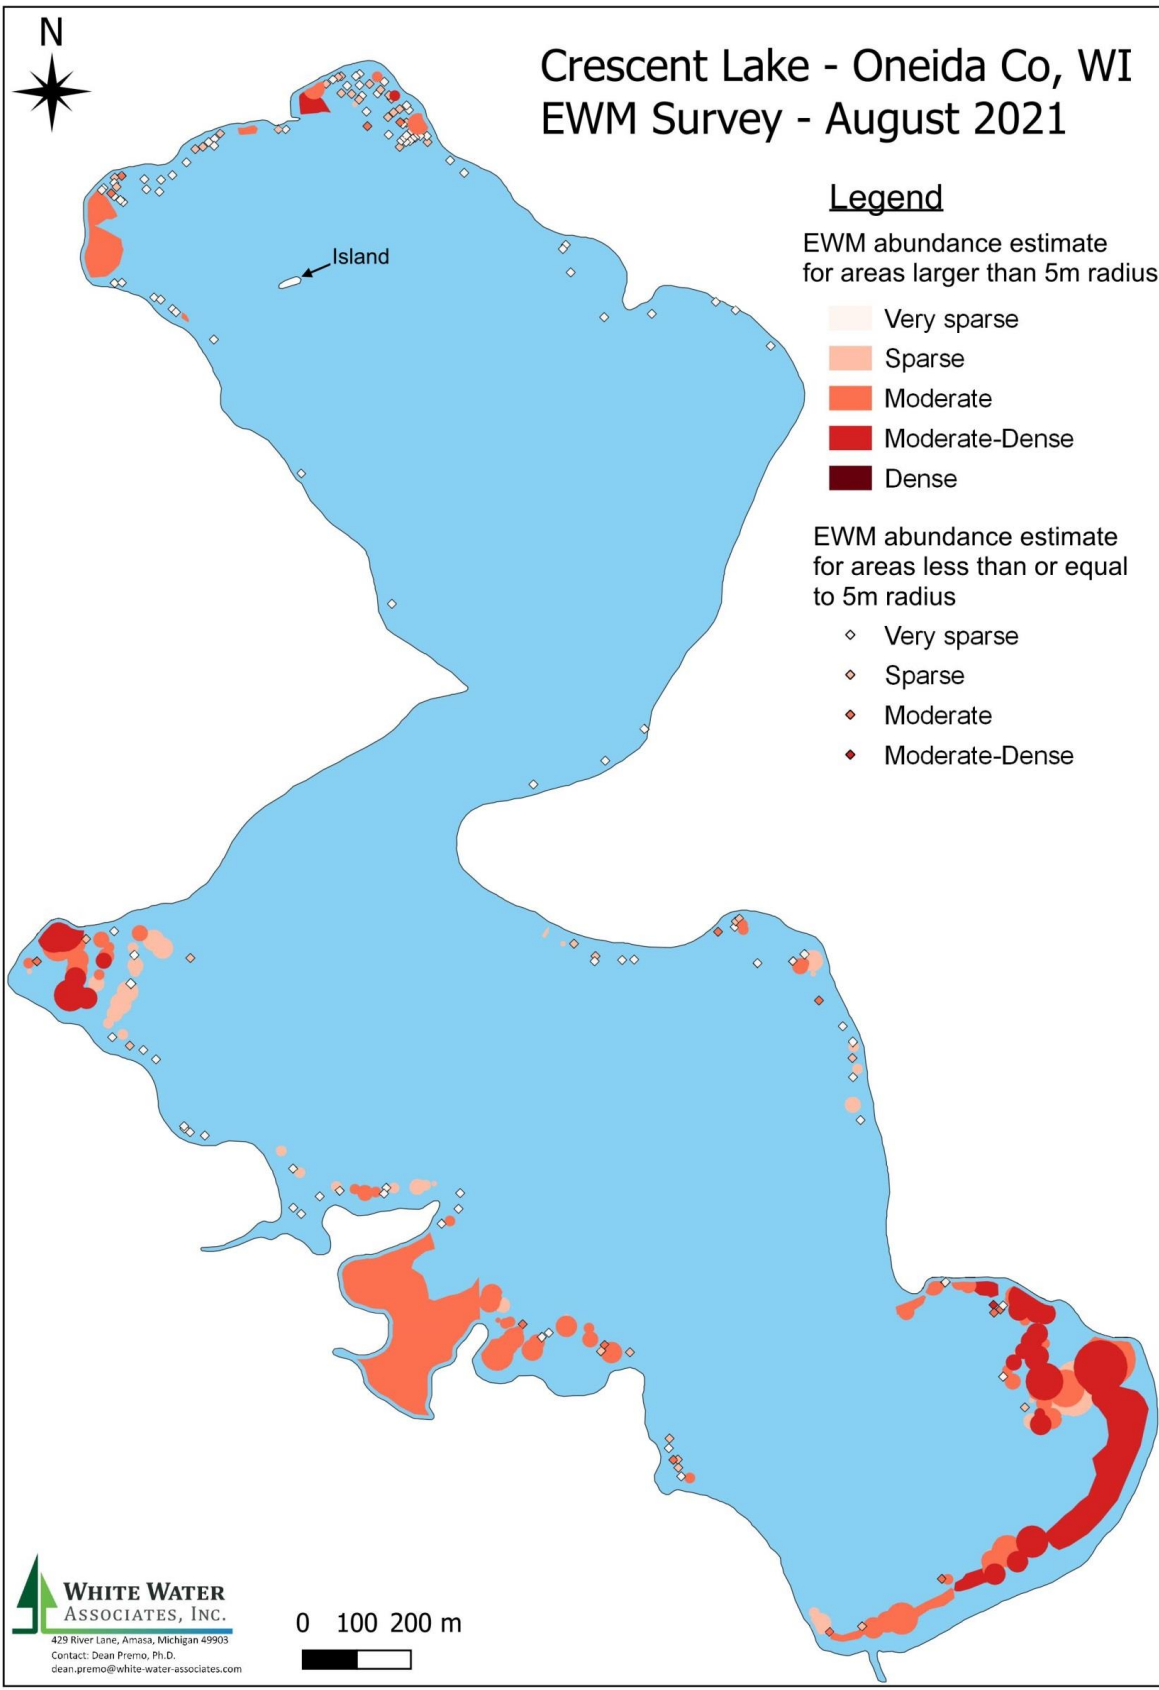 N
Crescent Lake - Oneida Co, WI
EWM Survey - August 2021
Legend
EWM abundance estimate
for areas larger than 5m radius
Very sparse
Sparse
Moderate
Moderate-Dense
Dense
EWM abundance estimate
for areas less than or equal
to 5m radius
Very sparse
Sparse
Moderate
Moderate-Dense
Island
WHITE WATER
ASSOCIATES, INC.
429 River Lane, Amasa, Michigan 49903
Contact: Dean Premo, Ph.D.
dean.premo@white-water-associates.com
0 100 200 m